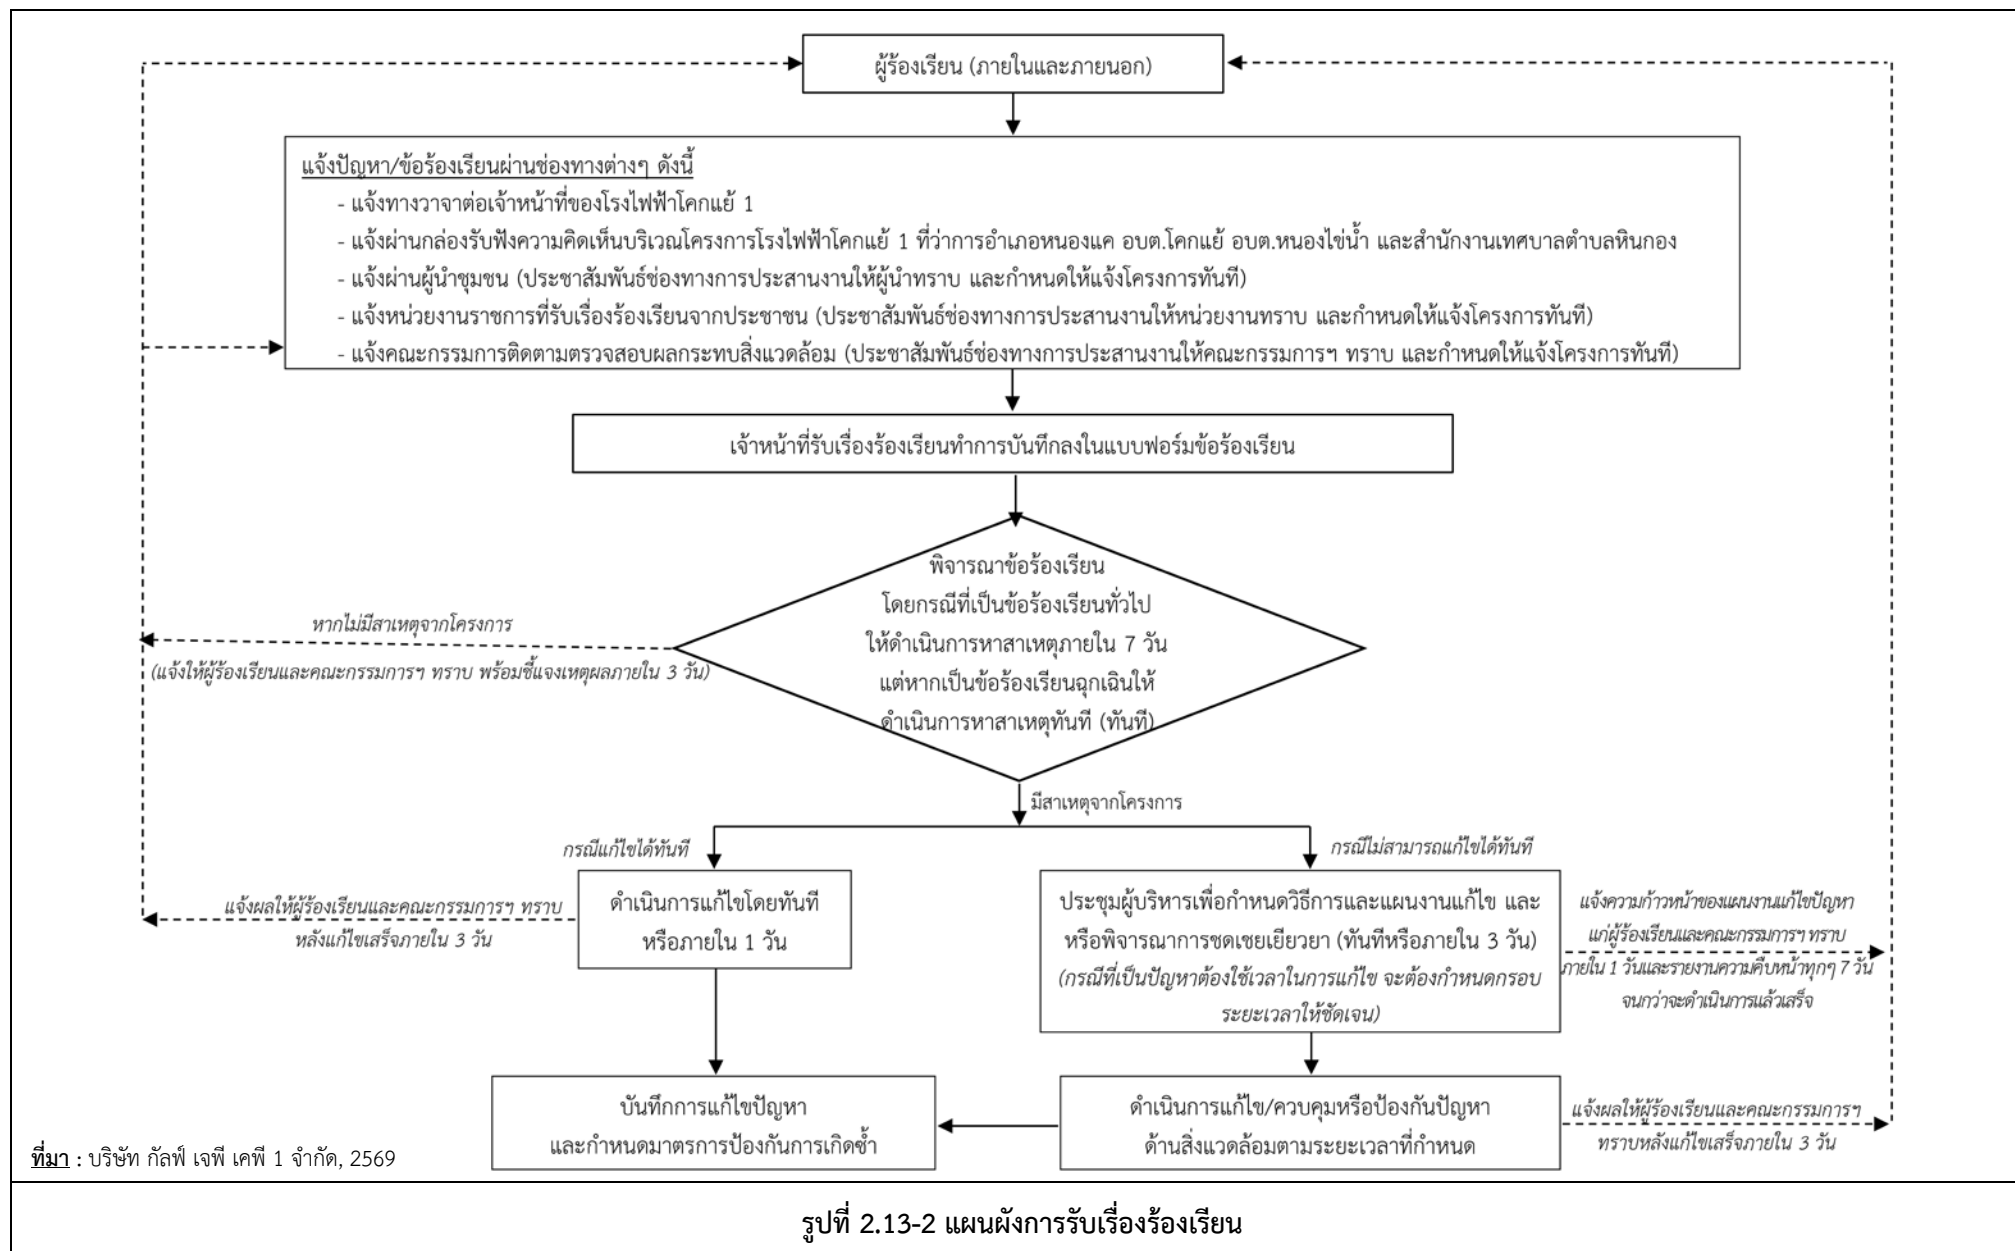 ผู้ร้องเรียน (ภายในและภายนอก)
แจ้งปัญหา/ข้อร้องเรียนผ่านช่องทางต่างๆ ดังนี้
- แจ้งทางวาจาต่อเจ้าหน้าที่ของโรงไฟฟ้าโคกแย้ 1
- แจ้งผ่านกล่องรับฟังความคิดเห็นบริเวณโครงการโรงไฟฟ้าโคกแย้ 1 ที่ว่าการอำเภอหนองแค อบต.โคกแย้ อบต.หนองไข่น้ำ และสำนักงานเทศบาลตำบลหินกอง
- แจ้งผ่านผู้นำชุมชน (ประชาสัมพันธ์ช่องทางการประสานงานให้ผู้นำทราบ และกำหนดให้แจ้งโครงการทันที)
- แจ้งหน่วยงานราชการที่รับเรื่องร้องเรียนจากประชาชน (ประชาสัมพันธ์ช่องทางการประสานงานให้หน่วยงานทราบ และกำหนดให้แจ้งโครงการทันที)
- แจ้งคณะกรรมการติดตามตรวจสอบผลกระทบสิ่งแวดล้อม (ประชาสัมพันธ์ช่องทางการประสานงานให้คณะกรรมการฯ ทราบ และกำหนดให้แจ้งโครงการทันที)
เจ้าหน้าที่รับเรื่องร้องเรียนทำการบันทึกลงในแบบฟอร์มข้อร้องเรียน
พิจารณาข้อร้องเรียน
โดยกรณีที่เป็นข้อร้องเรียนทั่วไป
ให้ดำเนินการหาสาเหตุภายใน 7 วัน
แต่หากเป็นข้อร้องเรียนฉุกเฉินให้
ดำเนินการหาสาเหตุทันที (ทันที)
หากไม่มีสาเหตุจากโครงการ
(แจ้งให้ผู้ร้องเรียนและคณะกรรมการฯ ทราบ พร้อมชี้แจงเหตุผลภายใน 3 วัน)
มีสาเหตุจากโครงการ
กรณีแก้ไขได้ทันที
กรณีไม่สามารถแก้ไขได้ทันที
ดำเนินการแก้ไขโดยทันที
หรือภายใน 1 วัน
แจ้งผลให้ผู้ร้องเรียนและคณะกรรมการฯ ทราบ
หลังแก้ไขเสร็จภายใน 3 วัน
ประชุมผู้บริหารเพื่อกำหนดวิธีการและแผนงานแก้ไข และ
หรือพิจารณาการชดเชยเยียวยา (ทันทีหรือภายใน 3 วัน)
(กรณีที่เป็นปัญหาต้องใช้เวลาในการแก้ไข จะต้องกำหนดกรอบ
ระยะเวลาให้ชัดเจน)
แจ้งความก้าวหน้าของแผนงานแก้ไขปัญหา
แก่ผู้ร้องเรียนและคณะกรรมการฯ ทราบ
ภายใน 1 วันและรายงานความคืบหน้าทุกๆ 7 วัน
จนกว่าจะดำเนินการแล้วเสร็จ
บันทึกการแก้ไขปัญหา
และกำหนดมาตรการป้องกันการเกิดซ้ำ
ดำเนินการแก้ไข/ควบคุมหรือป้องกันปัญหา
ด้านสิ่งแวดล้อมตามระยะเวลาที่กำหนด
แจ้งผลให้ผู้ร้องเรียนและคณะกรรมการฯ
ทราบหลังแก้ไขเสร็จภายใน 3 วัน
ที่มา : บริษัท กัลฟ์ เจพี เคพี 1 จำกัด, 2569
รูปที่ 2.13-2 แผนผังการรับเรื่องร้องเรียน